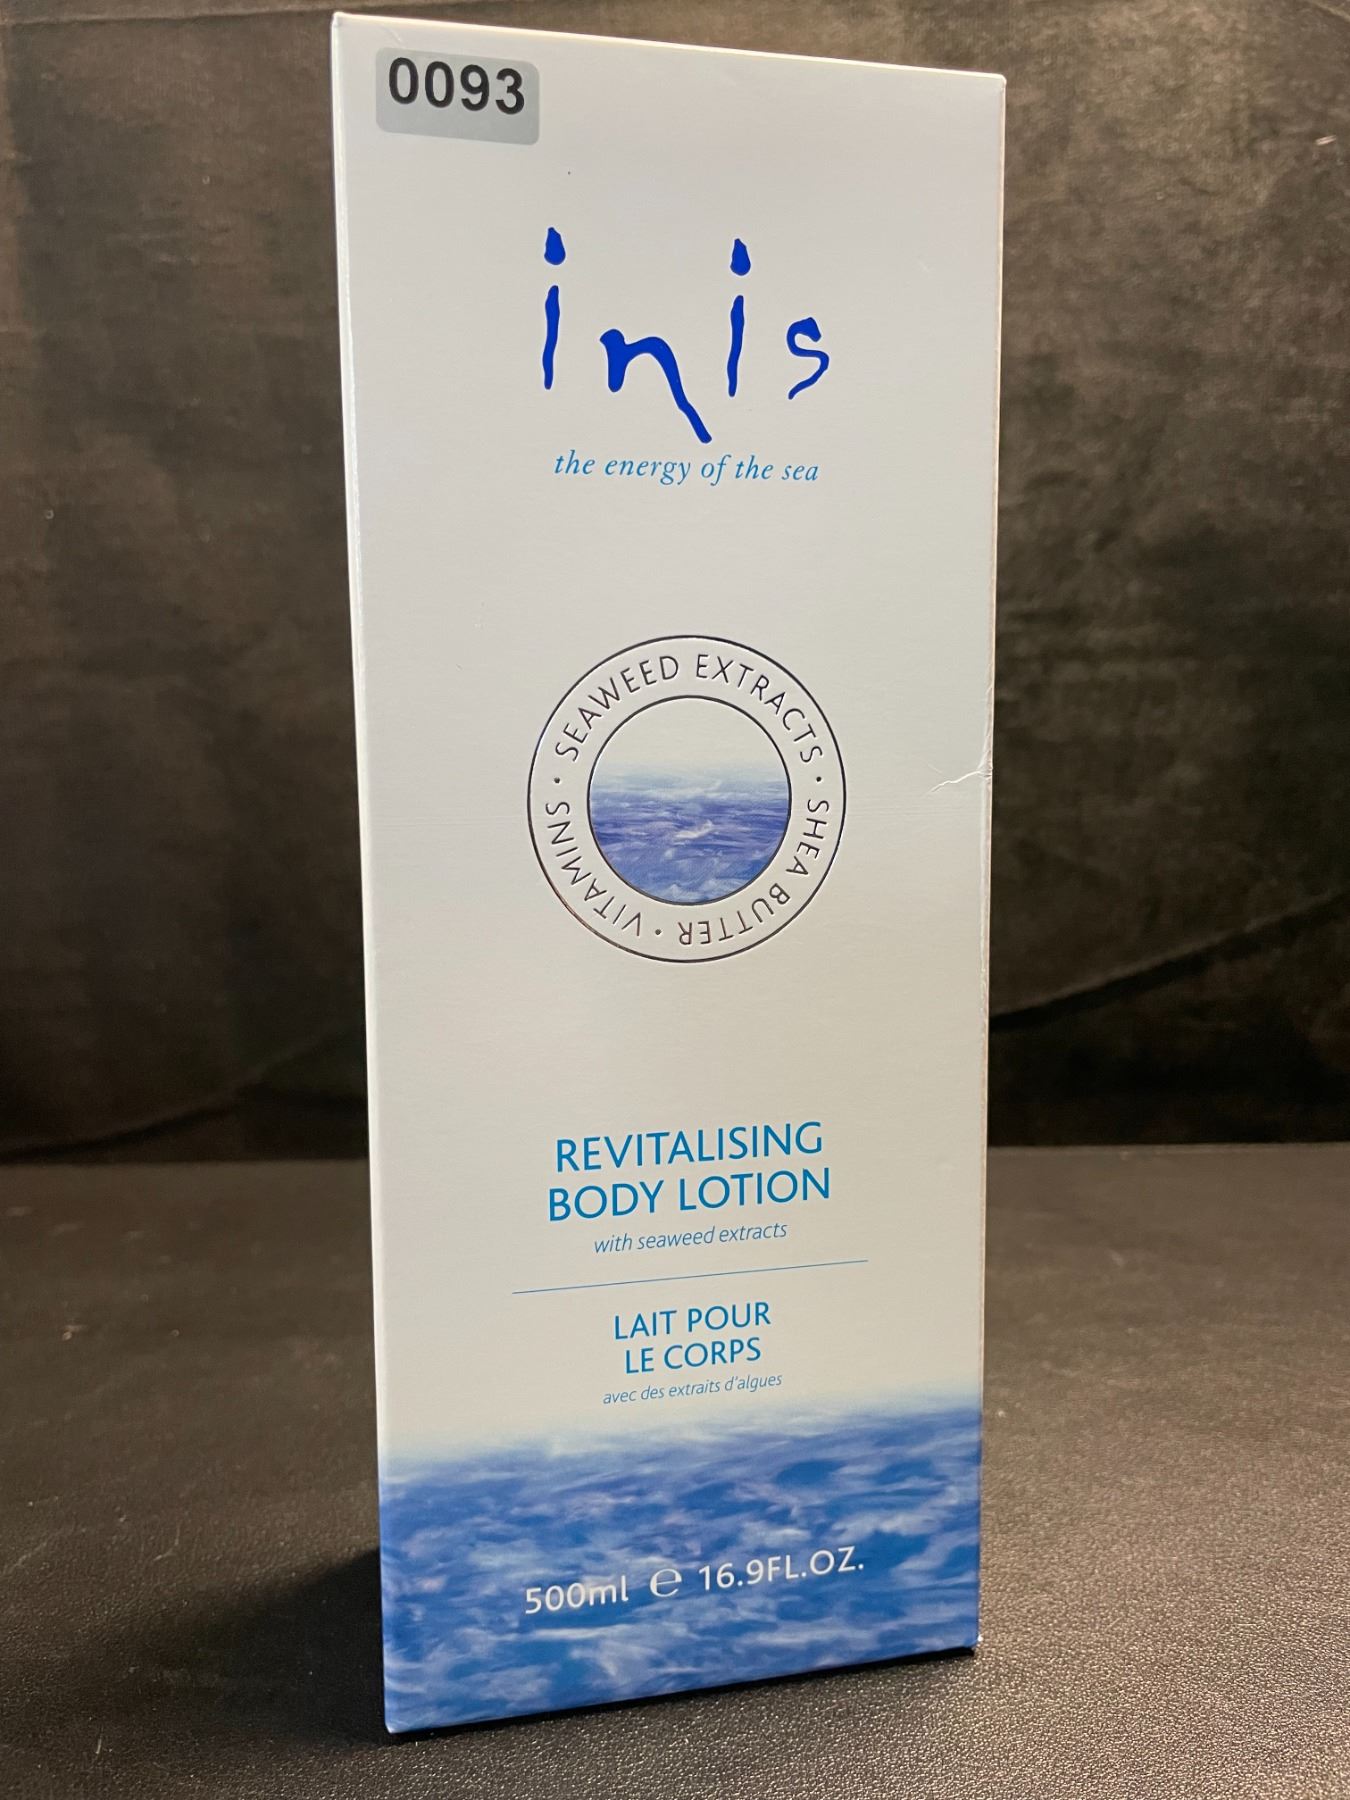 0093
inis
the energy of the sea
SEAWEED EXTRACTS · SHEA BUTTER · VITAMINS ·
REVITALISING
BODY LOTION
with seaweed extracts
LAIT POUR
LE CORPS
avec des extraits d'algues
500ml ℮ 16.9FL.OZ.